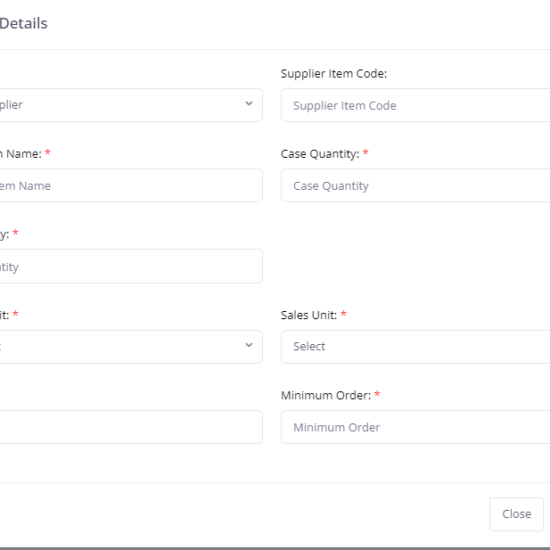 Details
Supplier Item Code:
plier
Supplier Item Code
Name: *
Case Quantity: *
em Name
Case Quantity
y: *
tity
it: *
Sales Unit: *
Select
Minimum Order: *
Minimum Order
Close